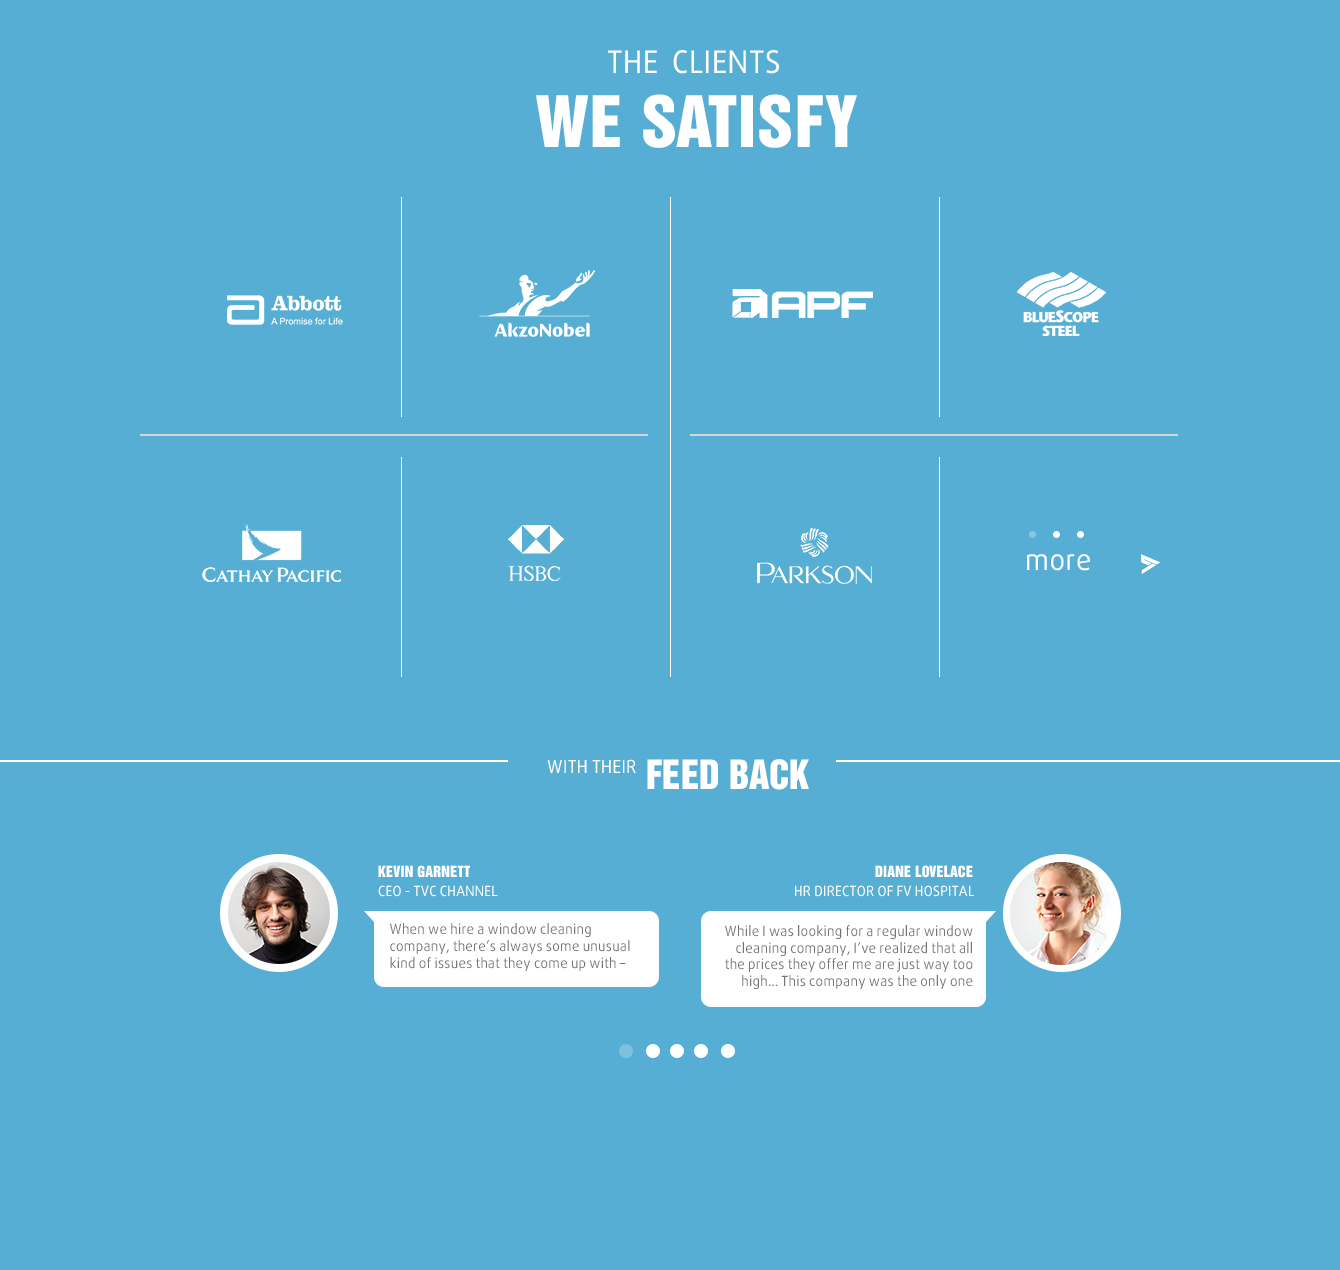 THE CLIENTS
WE SATISFY
Abbott
A Promise for Life
AkzoNobel
APF
BLUESCOPE
STEEL
CATHAY PACIFIC
HSBC
PARKSON
more
WITH THEIR FEED BACK
KEVIN GARNETT
CEO - TVC CHANNEL
When we hire a window cleaning
company, there's always some unusual
kind of issues that they come up with –
DIANE LOVELACE
HR DIRECTOR OF FV HOSPITAL
While I was looking for a regular window
cleaning company, I've realized that all
the prices they offer me are just way too
high... This company was the only one